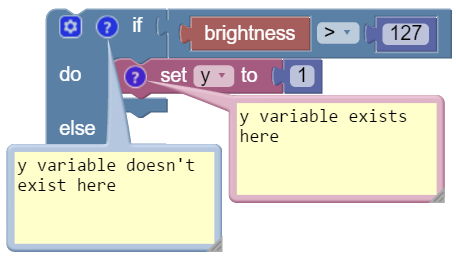 ? if brightness > 127
do ? set y to 1
else
y variable exists
here
y variable doesn't
exist here